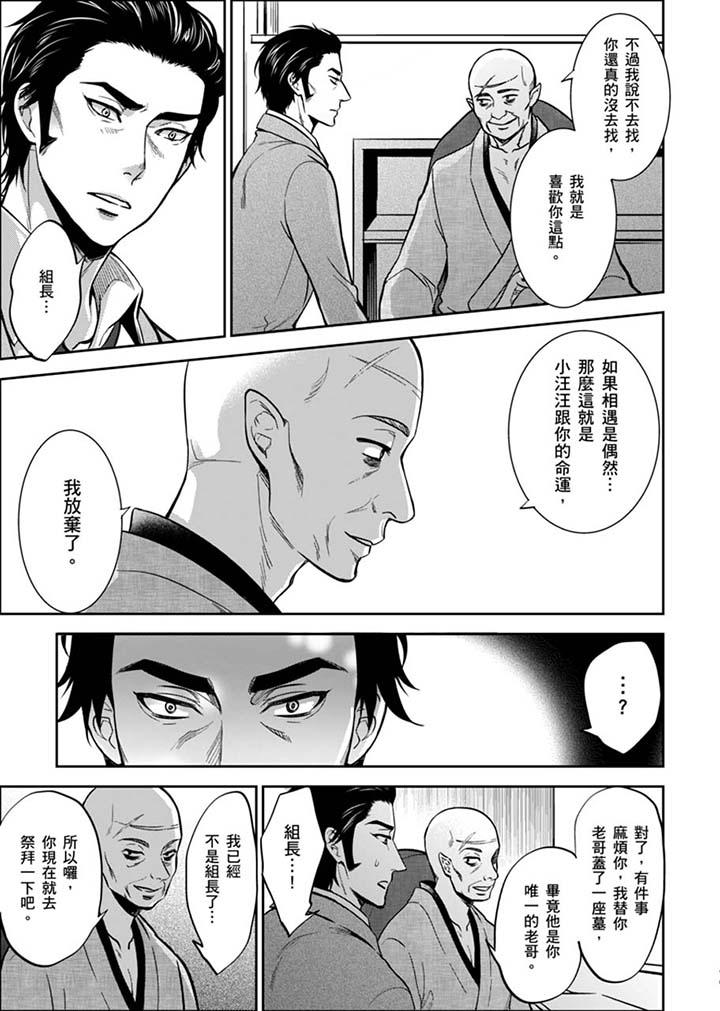 不過我說不去找，
你還真的沒去找，
我就是
喜歡你這點。
組長…
如果相遇是偶然…
那麼這就是
小汪汪跟你的命運，
我放棄了。
…？
對了，有件事
麻煩你，我替你
老哥蓋了一座墓，
畢竟他是你
唯一的老哥。
組長…！
我已經
不是組長了…
所以囉，
你現在就去
祭拜一下吧。